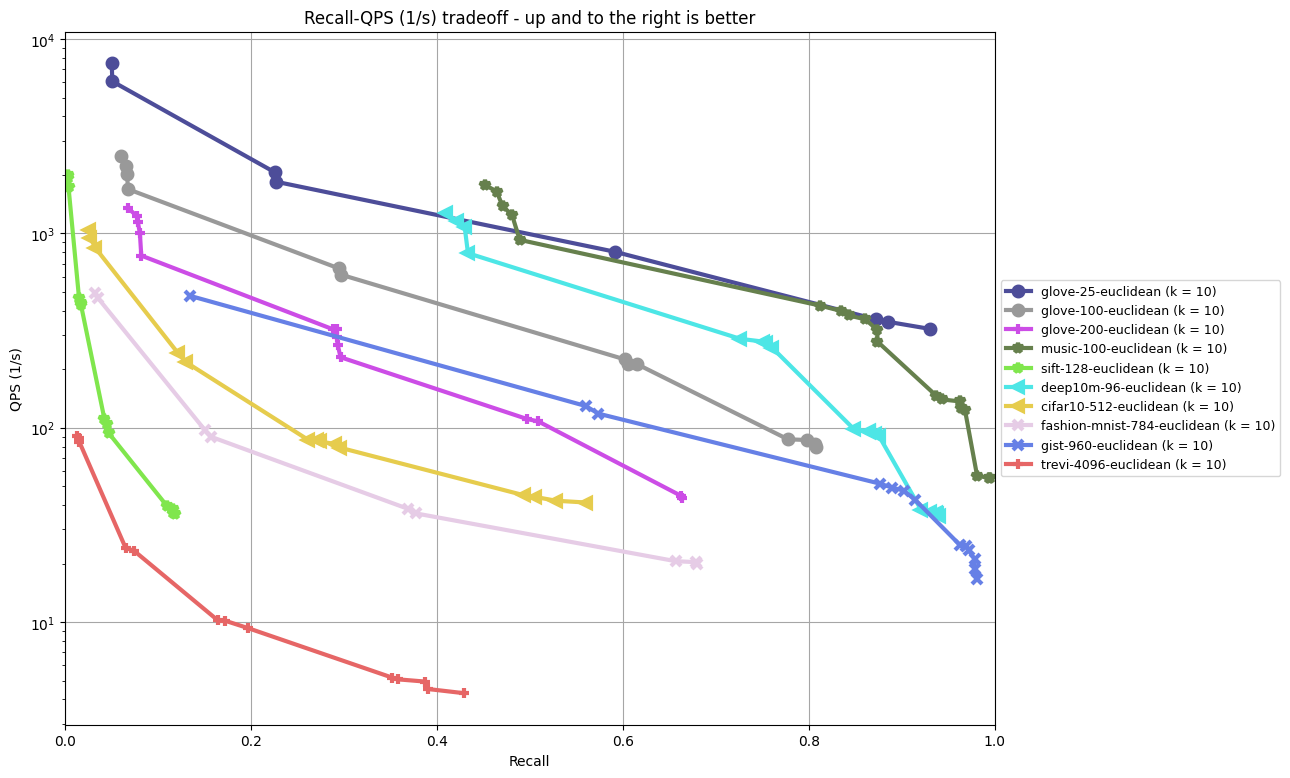 Recall-QPS (1/s) tradeoff - up and to the right is better
10⁴
10³
10²
10¹
QPS (1/s)
0.0 0.2 0.4 0.6 0.8 1.0
Recall
glove-25-euclidean (k = 10)
glove-100-euclidean (k = 10)
glove-200-euclidean (k = 10)
music-100-euclidean (k = 10)
sift-128-euclidean (k = 10)
deep10m-96-euclidean (k = 10)
cifar10-512-euclidean (k = 10)
fashion-mnist-784-euclidean (k = 10)
gist-960-euclidean (k = 10)
trevi-4096-euclidean (k = 10)